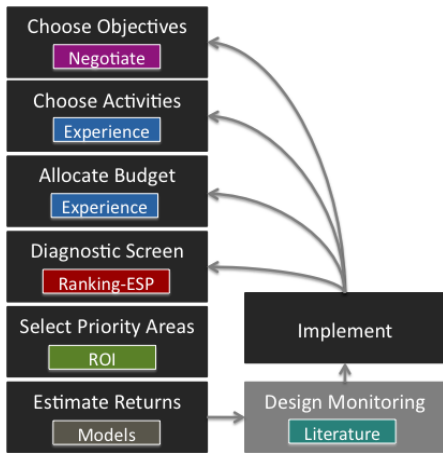 Choose Objectives
Negotiate
Choose Activities
Experience
Allocate Budget
Experience
Diagnostic Screen
Ranking-ESP
Select Priority Areas
ROI
Estimate Returns
Models
Implement
Design Monitoring
Literature